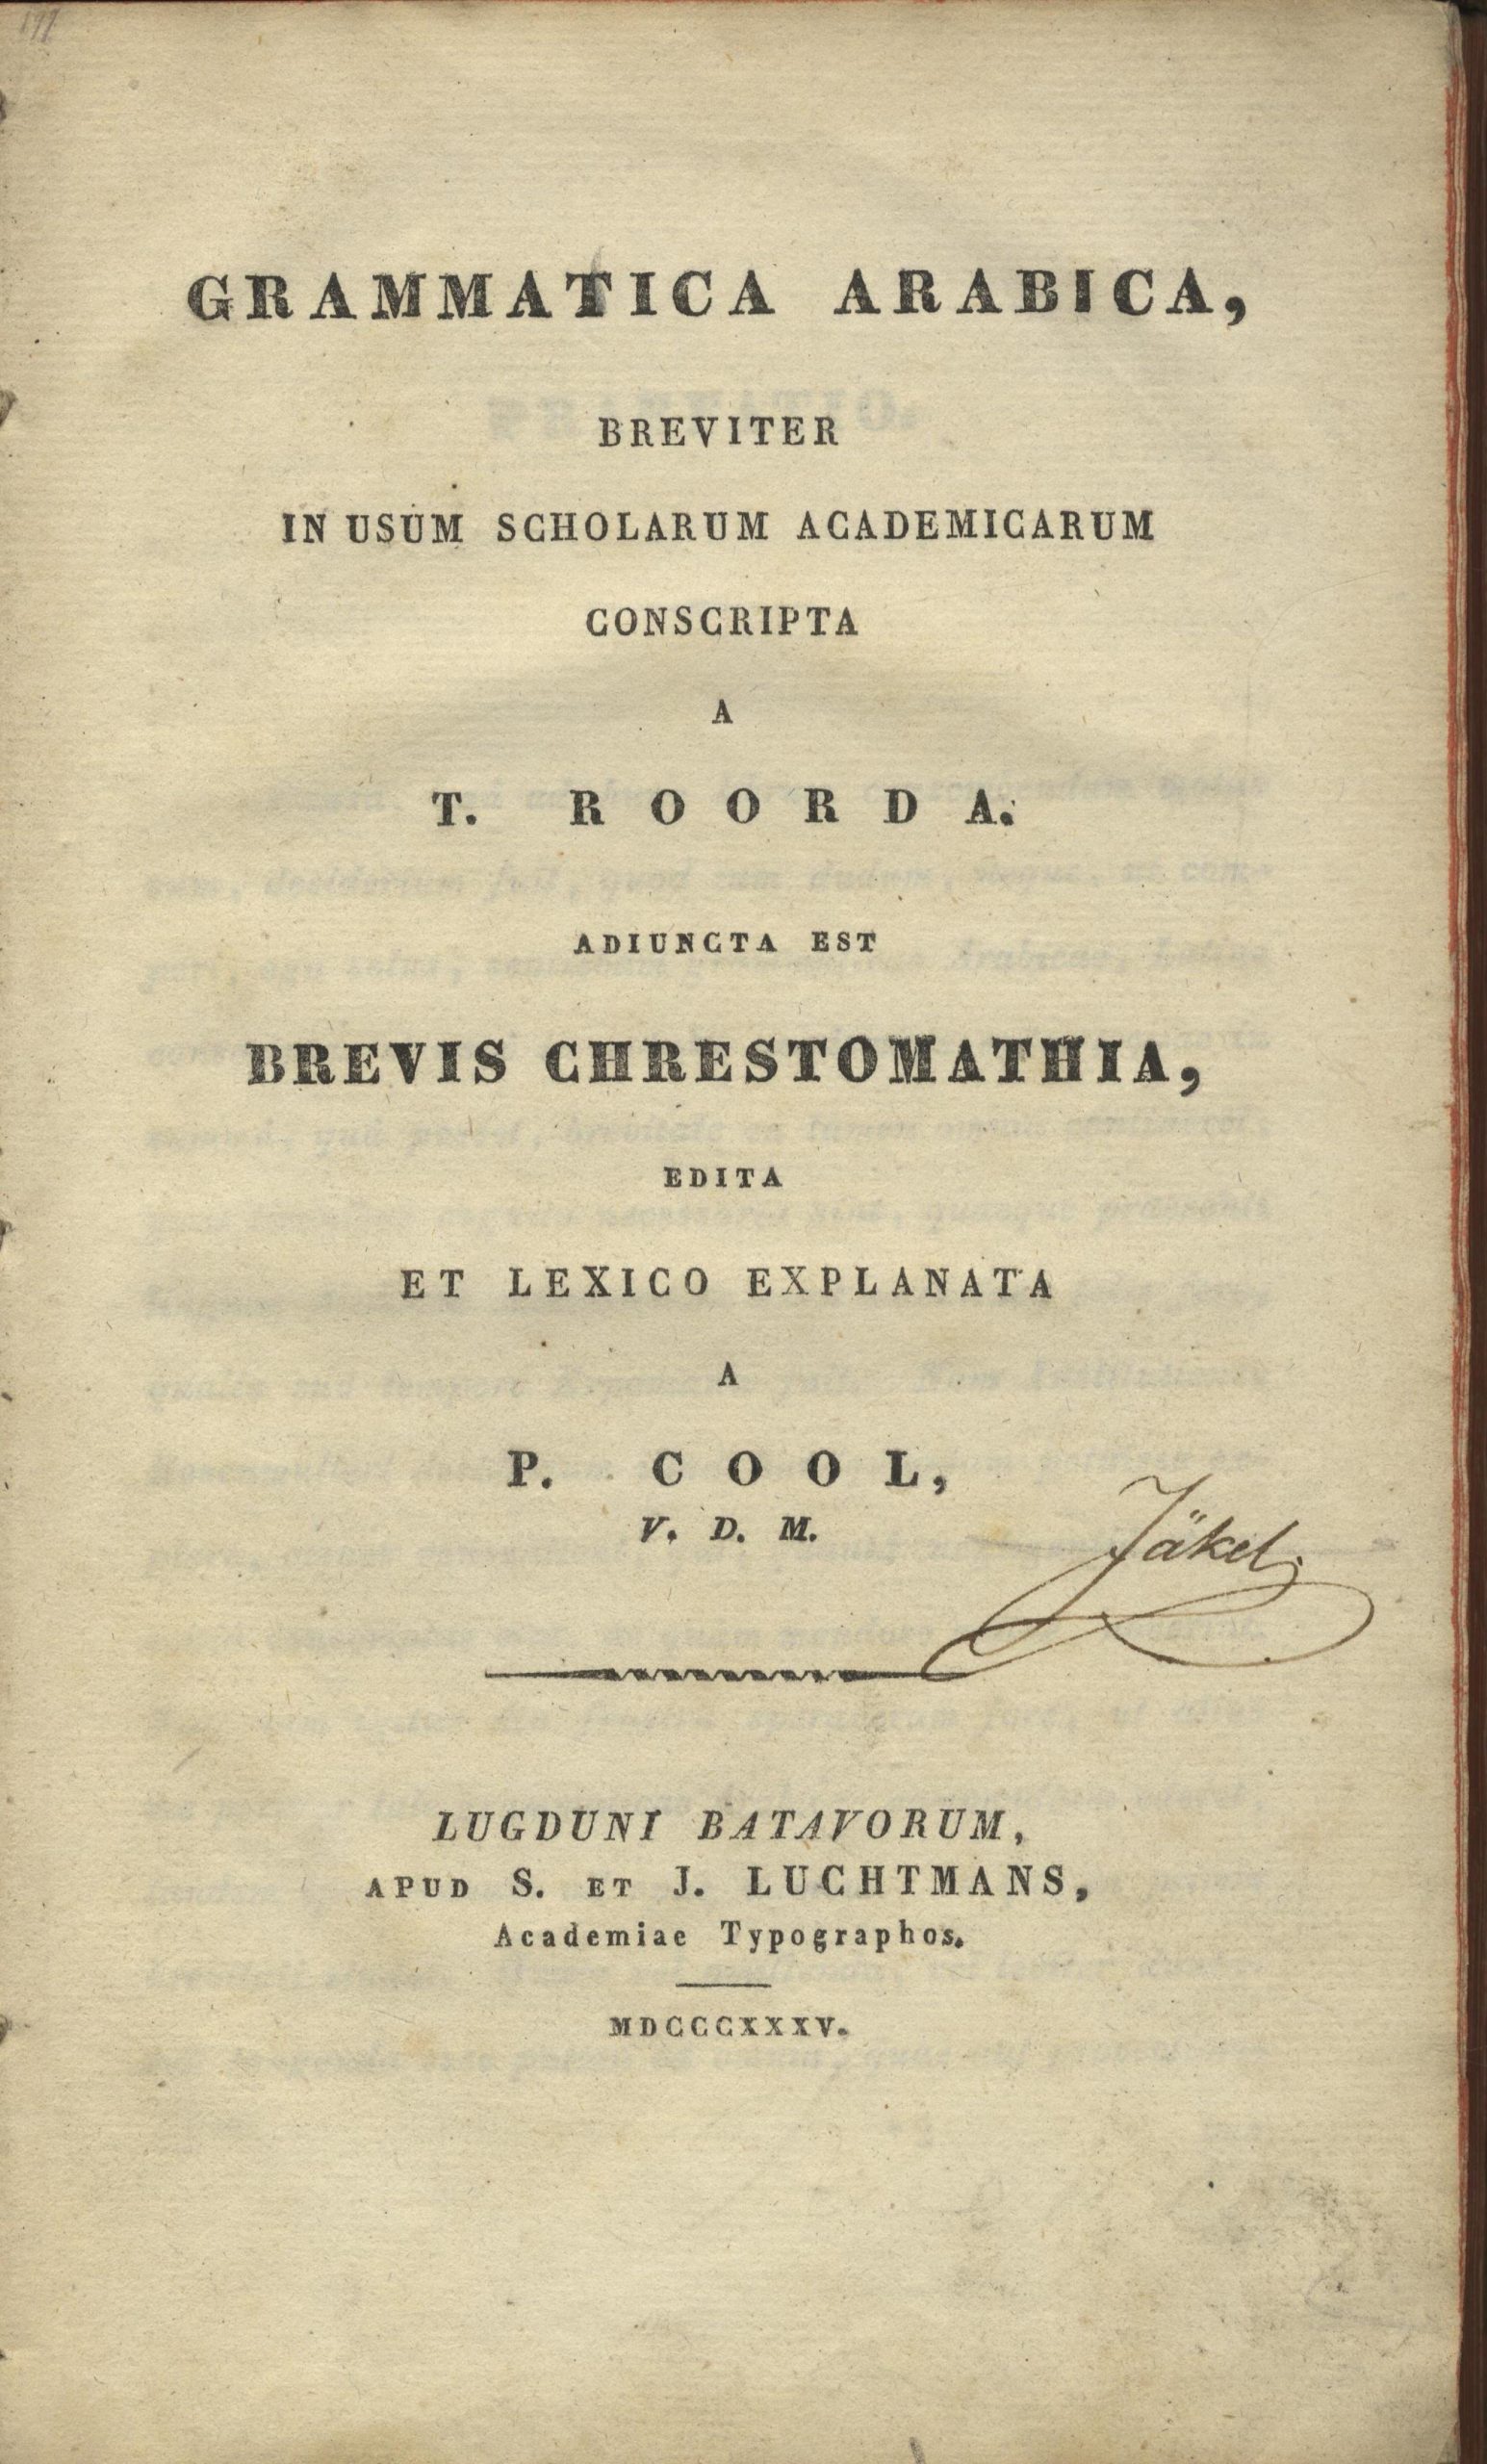 GRAMMATICA ARABICA,
BREVITER
IN USUM SCHOLARUM ACADEMICARUM
CONSCRIPTA
A
T. ROORDA.
ADIUNCTA EST
BREVIS CHRESTOMATHIA,
EDITA
ET LEXICO EXPLANATA
A
P. COOL,
V. D. M.
Jäkel
LUGDUNI BATAVORUM,
APUD S. ET J. LUCHTMANS,
Academiae Typographos.
MDCCCXXXV.